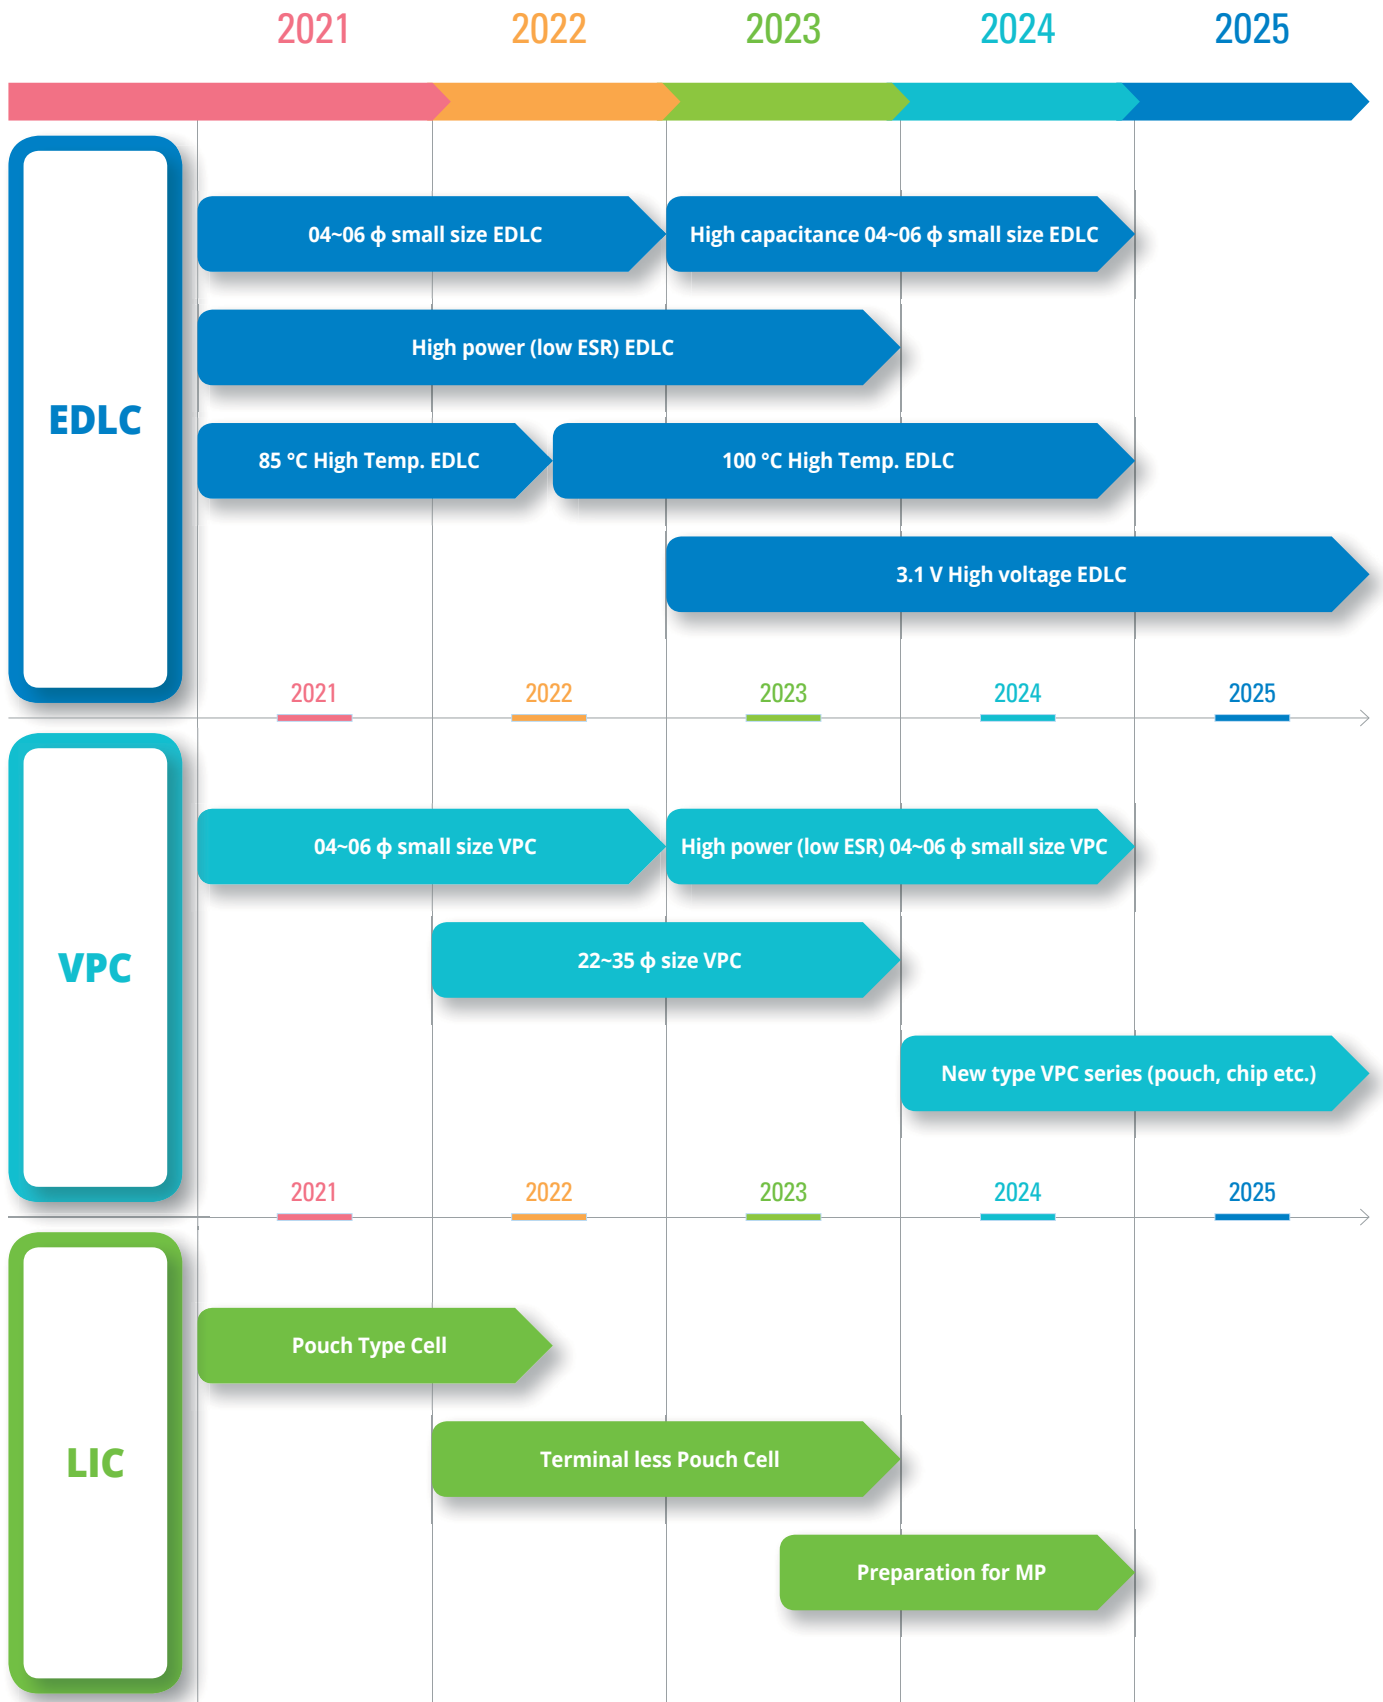 2021 2022 2023 2024 2025
EDLC
04~06 ϕ small size EDLC
High capacitance 04~06 ϕ small size EDLC
High power (low ESR) EDLC
85 °C High Temp. EDLC
100 °C High Temp. EDLC
3.1 V High voltage EDLC
2021 2022 2023 2024 2025
VPC
04~06 ϕ small size VPC
High power (low ESR) 04~06 ϕ small size VPC
22~35 ϕ size VPC
New type VPC series (pouch, chip etc.)
2021 2022 2023 2024 2025
LIC
Pouch Type Cell
Terminal less Pouch Cell
Preparation for MP